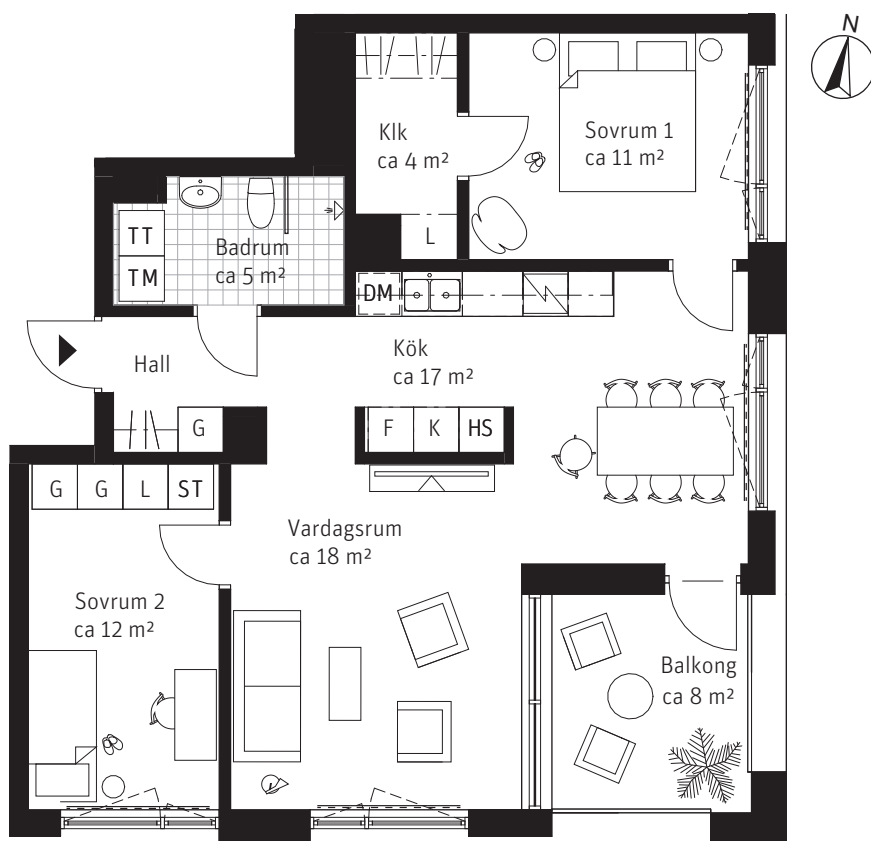 N
Klk
ca 4 m²
Sovrum 1
ca 11 m²
L
TT
TM
Badrum
ca 5 m²
DM
Hall
Kök
ca 17 m²
G
F K HS
G G L ST
Vardagsrum
ca 18 m²
Sovrum 2
ca 12 m²
Balkong
ca 8 m²